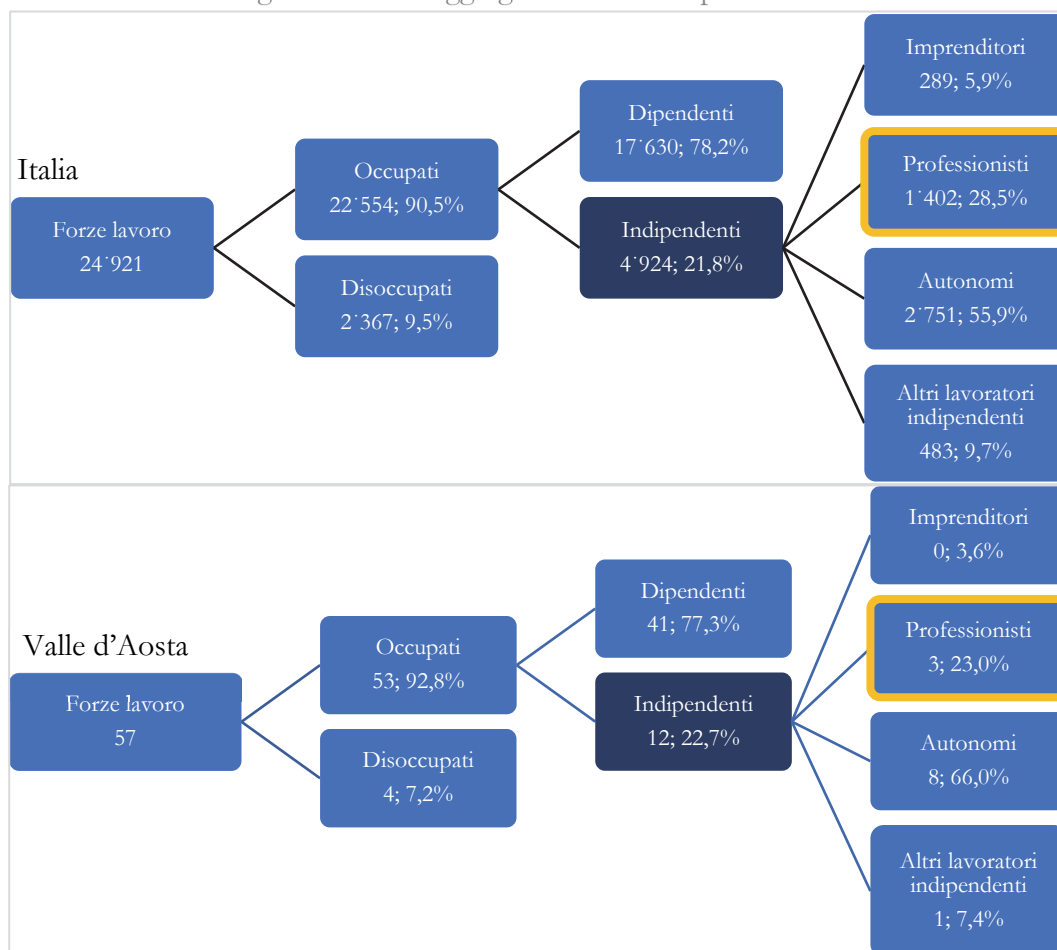 Italia
Forze lavoro
24˙921
Occupati
22˙554; 90,5%
Disoccupati
2˙367; 9,5%
Dipendenti
17˙630; 78,2%
Indipendenti
4˙924; 21,8%
Imprenditori
289; 5,9%
Professionisti
1˙402; 28,5%
Autonomi
2˙751; 55,9%
Altri lavoratori
indipendenti
483; 9,7%
Valle d’Aosta
Forze lavoro
57
Occupati
53; 92,8%
Disoccupati
4; 7,2%
Dipendenti
41; 77,3%
Indipendenti
12; 22,7%
Imprenditori
0; 3,6%
Professionisti
3; 23,0%
Autonomi
8; 66,0%
Altri lavoratori
indipendenti
1; 7,4%